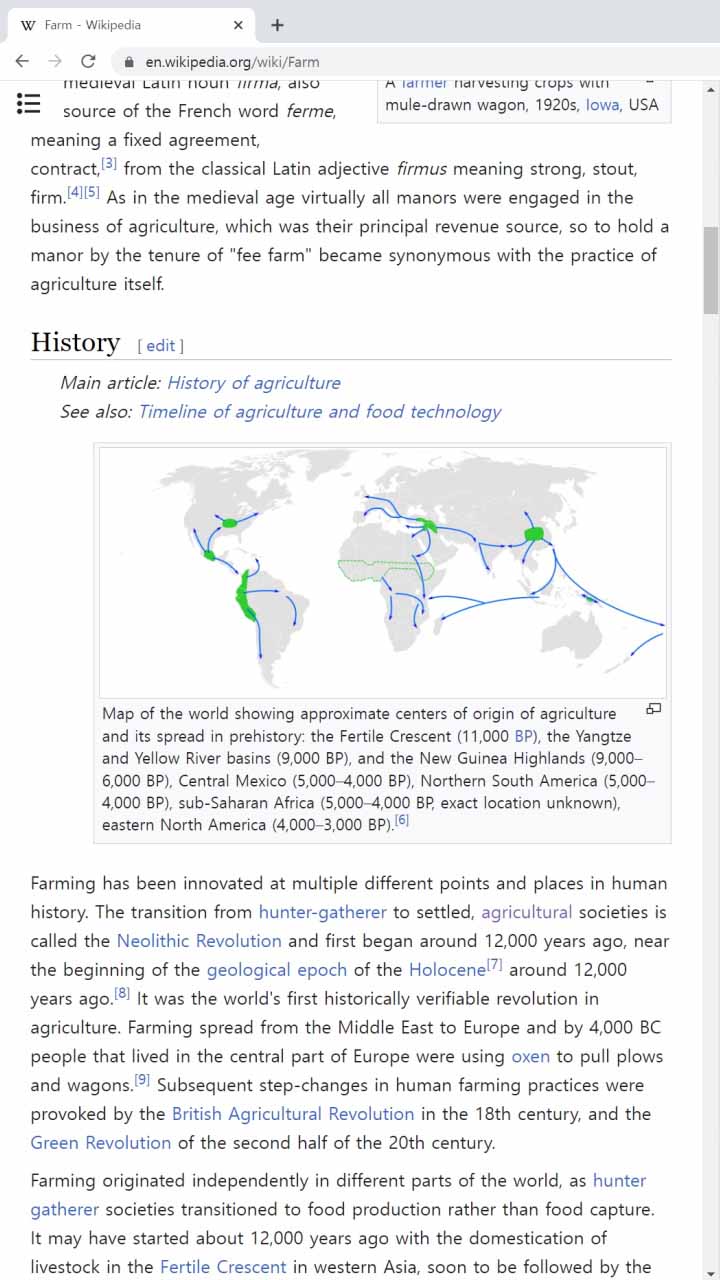 Farm - Wikipedia
en.wikipedia.org/wiki/Farm
medieval Latin noun firma, also
source of the French word ferme,
meaning a fixed agreement,
A farmer harvesting crops with
mule-drawn wagon, 1920s, Iowa, USA
contract,[3] from the classical Latin adjective firmus meaning strong, stout,
firm.[4][5] As in the medieval age virtually all manors were engaged in the
business of agriculture, which was their principal revenue source, so to hold a
manor by the tenure of "fee farm" became synonymous with the practice of
agriculture itself.
History [ edit ]
Main article: History of agriculture
See also: Timeline of agriculture and food technology
Map of the world showing approximate centers of origin of agriculture
and its spread in prehistory: the Fertile Crescent (11,000 BP), the Yangtze
and Yellow River basins (9,000 BP), and the New Guinea Highlands (9,000–
6,000 BP), Central Mexico (5,000–4,000 BP), Northern South America (5,000–
4,000 BP), sub-Saharan Africa (5,000–4,000 BP, exact location unknown),
eastern North America (4,000–3,000 BP).[6]
Farming has been innovated at multiple different points and places in human
history. The transition from hunter-gatherer to settled, agricultural societies is
called the Neolithic Revolution and first began around 12,000 years ago, near
the beginning of the geological epoch of the Holocene[7] around 12,000
years ago.[8] It was the world's first historically verifiable revolution in
agriculture. Farming spread from the Middle East to Europe and by 4,000 BC
people that lived in the central part of Europe were using oxen to pull plows
and wagons.[9] Subsequent step-changes in human farming practices were
provoked by the British Agricultural Revolution in the 18th century, and the
Green Revolution of the second half of the 20th century.
Farming originated independently in different parts of the world, as hunter
gatherer societies transitioned to food production rather than food capture.
It may have started about 12,000 years ago with the domestication of
livestock in the Fertile Crescent in western Asia, soon to be followed by the